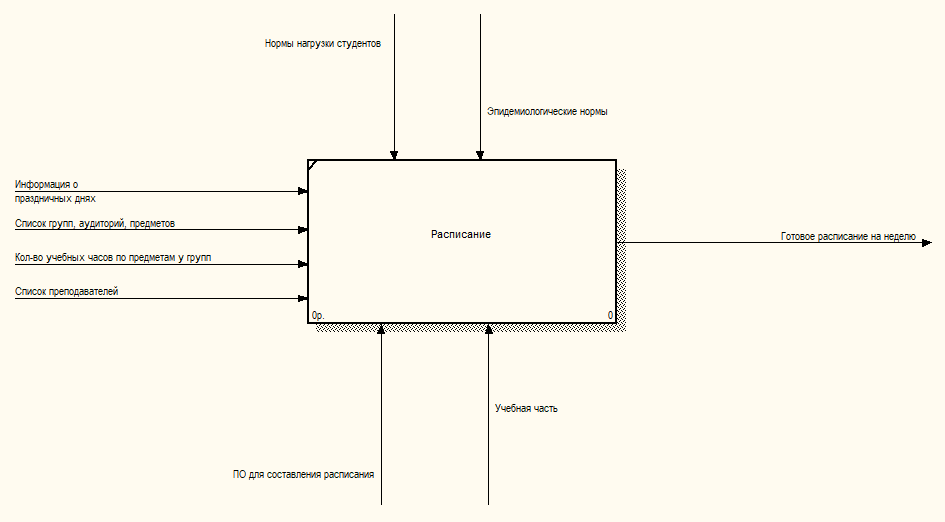 Нормы нагрузки студентов
Эпидемиологические нормы
Информация о
праздничных днях
Список групп, аудиторий, предметов
Кол-во учебных часов по предметам у групп
Список преподавателей
Расписание
0р.
0
Готовое расписание на неделю
Учебная часть
ПО для составления расписания